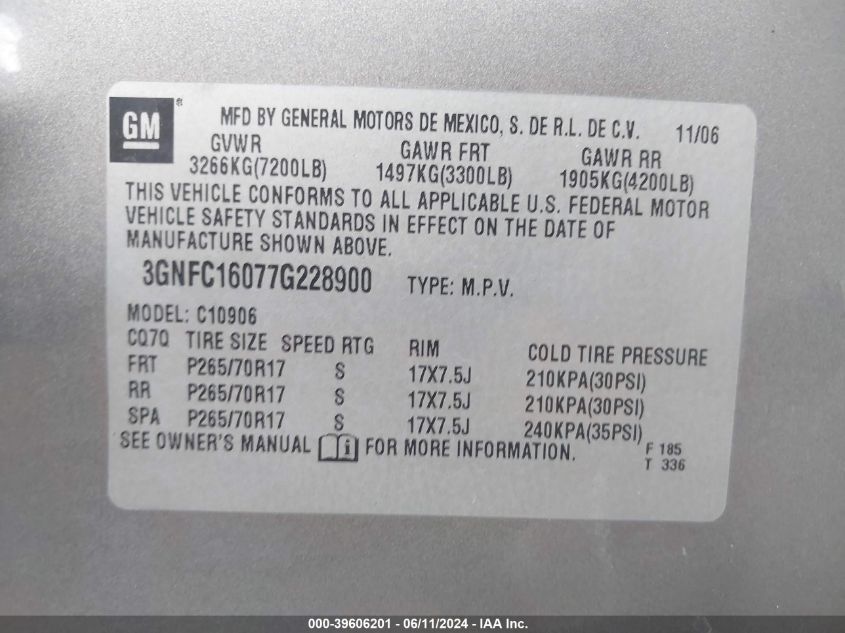 GM ® MFD BY GENERAL MOTORS DE MEXICO, S. DE R.L. DE C.V. 11/06
GVWR GAWR FRT GAWR RR
3266KG(7200LB) 1497KG(3300LB) 1905KG(4200LB)
THIS VEHICLE CONFORMS TO ALL APPLICABLE U.S. FEDERAL MOTOR
VEHICLE SAFETY STANDARDS IN EFFECT ON THE DATE OF
MANUFACTURE SHOWN ABOVE.
3GNFC16077G228900 TYPE: M.P.V.
MODEL: C10906
CQ7Q TIRE SIZE SPEED RTG RIM COLD TIRE PRESSURE
FRT P265/70R17 S 17X7.5J 210KPA(30PSI)
RR P265/70R17 S 17X7.5J 210KPA(30PSI)
SPA P265/70R17 S 17X7.5J 240KPA(35PSI)
SEE OWNER'S MANUAL i FOR MORE INFORMATION. F 185
T 336
000-39606201 - 06/11/2024 - IAA Inc.